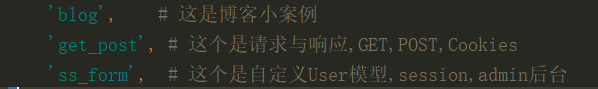 'blog',    # 这是博客小案例
'get_post', # 这个是请求与响应,GET,POST,Cookies
'ss_form',  # 这个是自定义User模型,session,admin后台